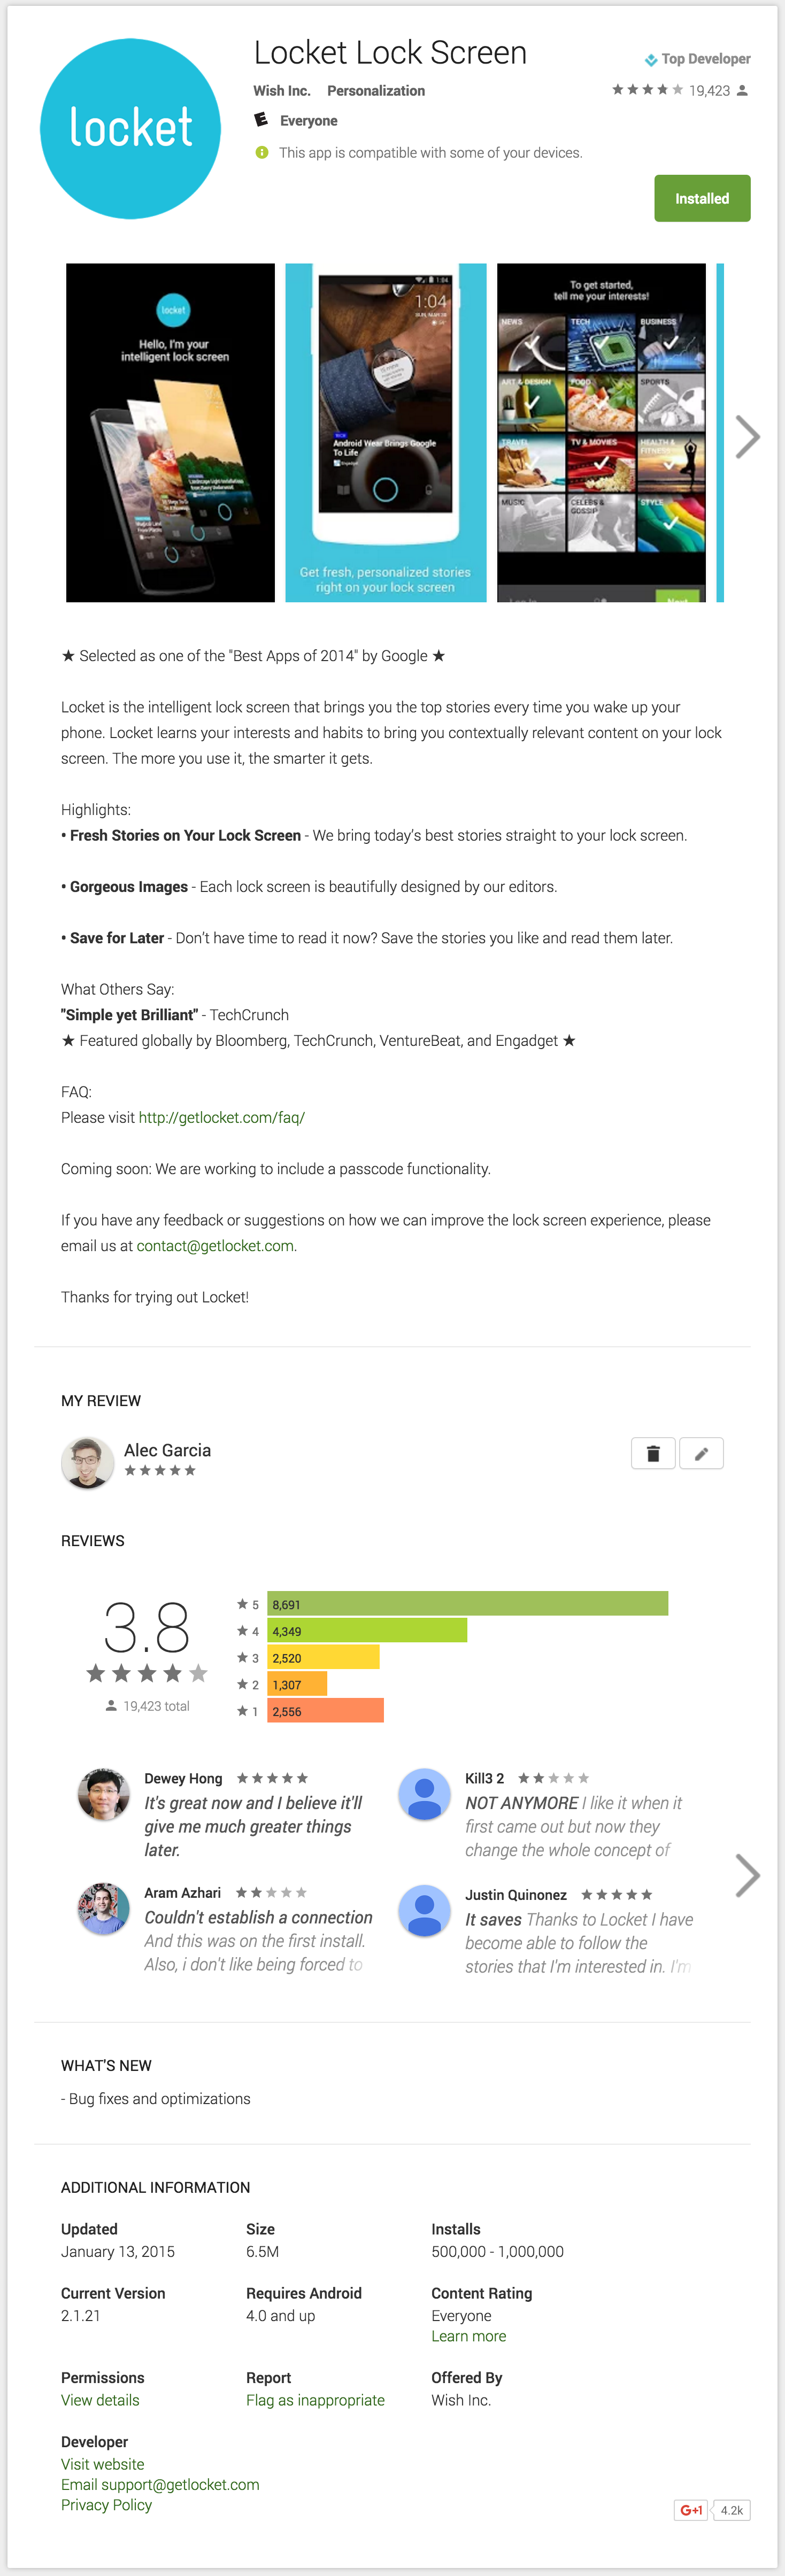 locket
Locket Lock Screen
Top Developer
Wish Inc. Personalization
19,423
E Everyone
This app is compatible with some of your devices.
Installed
locket
Hello, I'm your
intelligent lock screen
1:04
Android Wear Brings Google
To Life
Engadget
Get fresh, personalized stories
right on your lock screen
To get started,
tell me your interests!
NEWS TECH BUSINESS
ART & DESIGN FOOD SPORTS
TRAVEL TV & MOVIES HEALTH &
FITNESS
MUSIC CELEBS &
GOSSIP
STYLE
★ Selected as one of the "Best Apps of 2014" by Google ★
Locket is the intelligent lock screen that brings you the top stories every time you wake up your
phone. Locket learns your interests and habits to bring you contextually relevant content on your lock
screen. The more you use it, the smarter it gets.
Highlights:
• Fresh Stories on Your Lock Screen - We bring today's best stories straight to your lock screen.
• Gorgeous Images - Each lock screen is beautifully designed by our editors.
• Save for Later - Don't have time to read it now? Save the stories you like and read them later.
What Others Say:
"Simple yet Brilliant" - TechCrunch
★ Featured globally by Bloomberg, TechCrunch, VentureBeat, and Engadget ★
FAQ:
Please visit http://getlocket.com/faq/
Coming soon: We are working to include a passcode functionality.
If you have any feedback or suggestions on how we can improve the lock screen experience, please
email us at contact@getlocket.com.
Thanks for trying out Locket!
MY REVIEW
Alec Garcia
REVIEWS
3.8
19,423 total
★ 5 8,691
★ 4 4,349
★ 3 2,520
★ 2 1,307
★ 1 2,556
Dewey Hong
It's great now and I believe it'll
give me much greater things
later.
Kill3 2
NOT ANYMORE I like it when it
first came out but now they
change the whole concept of
Aram Azhari
Couldn't establish a connection
And this was on the first install.
Also, i don't like being forced to
Justin Quinonez
It saves Thanks to Locket I have
become able to follow the
stories that I'm interested in. I'm
WHAT'S NEW
- Bug fixes and optimizations
ADDITIONAL INFORMATION
Updated
January 13, 2015
Size
6.5M
Installs
500,000 - 1,000,000
Current Version
2.1.21
Requires Android
4.0 and up
Content Rating
Everyone
Learn more
Permissions
View details
Report
Flag as inappropriate
Offered By
Wish Inc.
Developer
Visit website
Email support@getlocket.com
Privacy Policy
G+1 4.2k